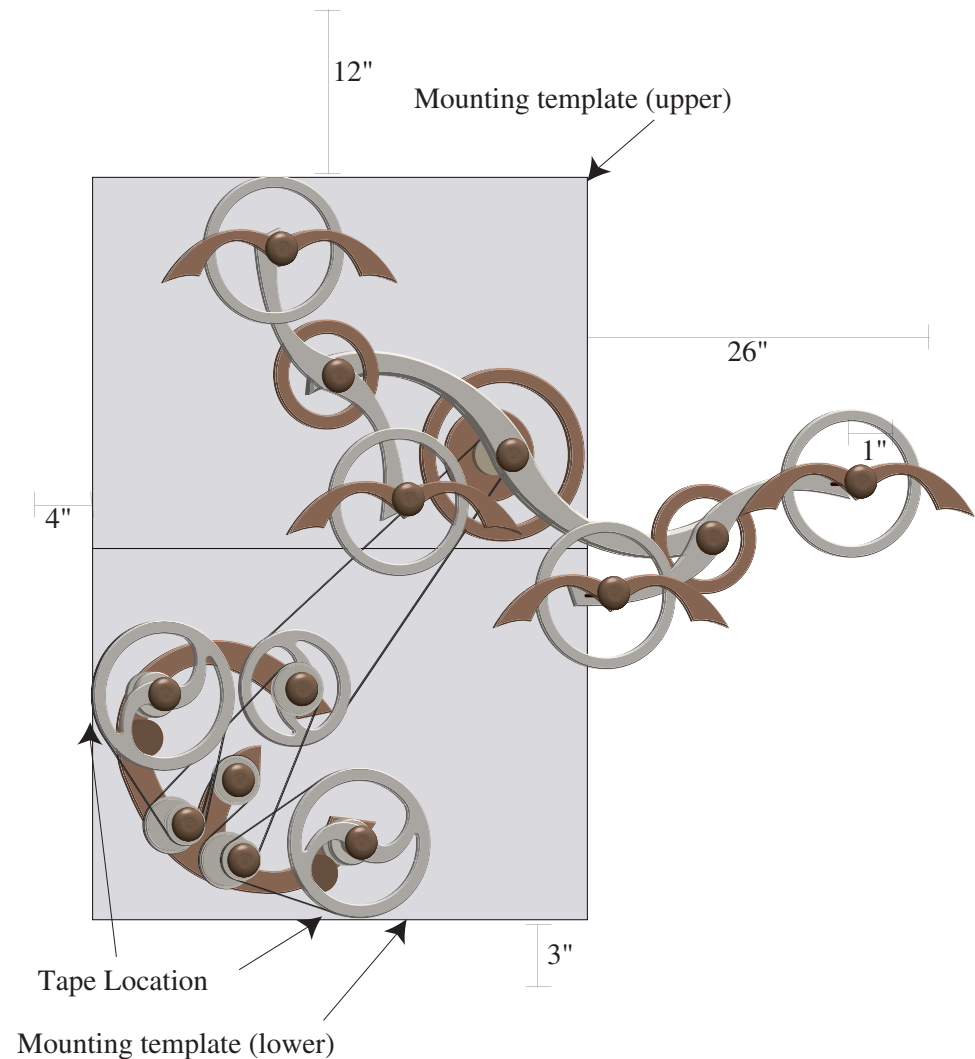 12"
Mounting template (upper)
26"
1"
4"
3"
Tape Location
Mounting template (lower)